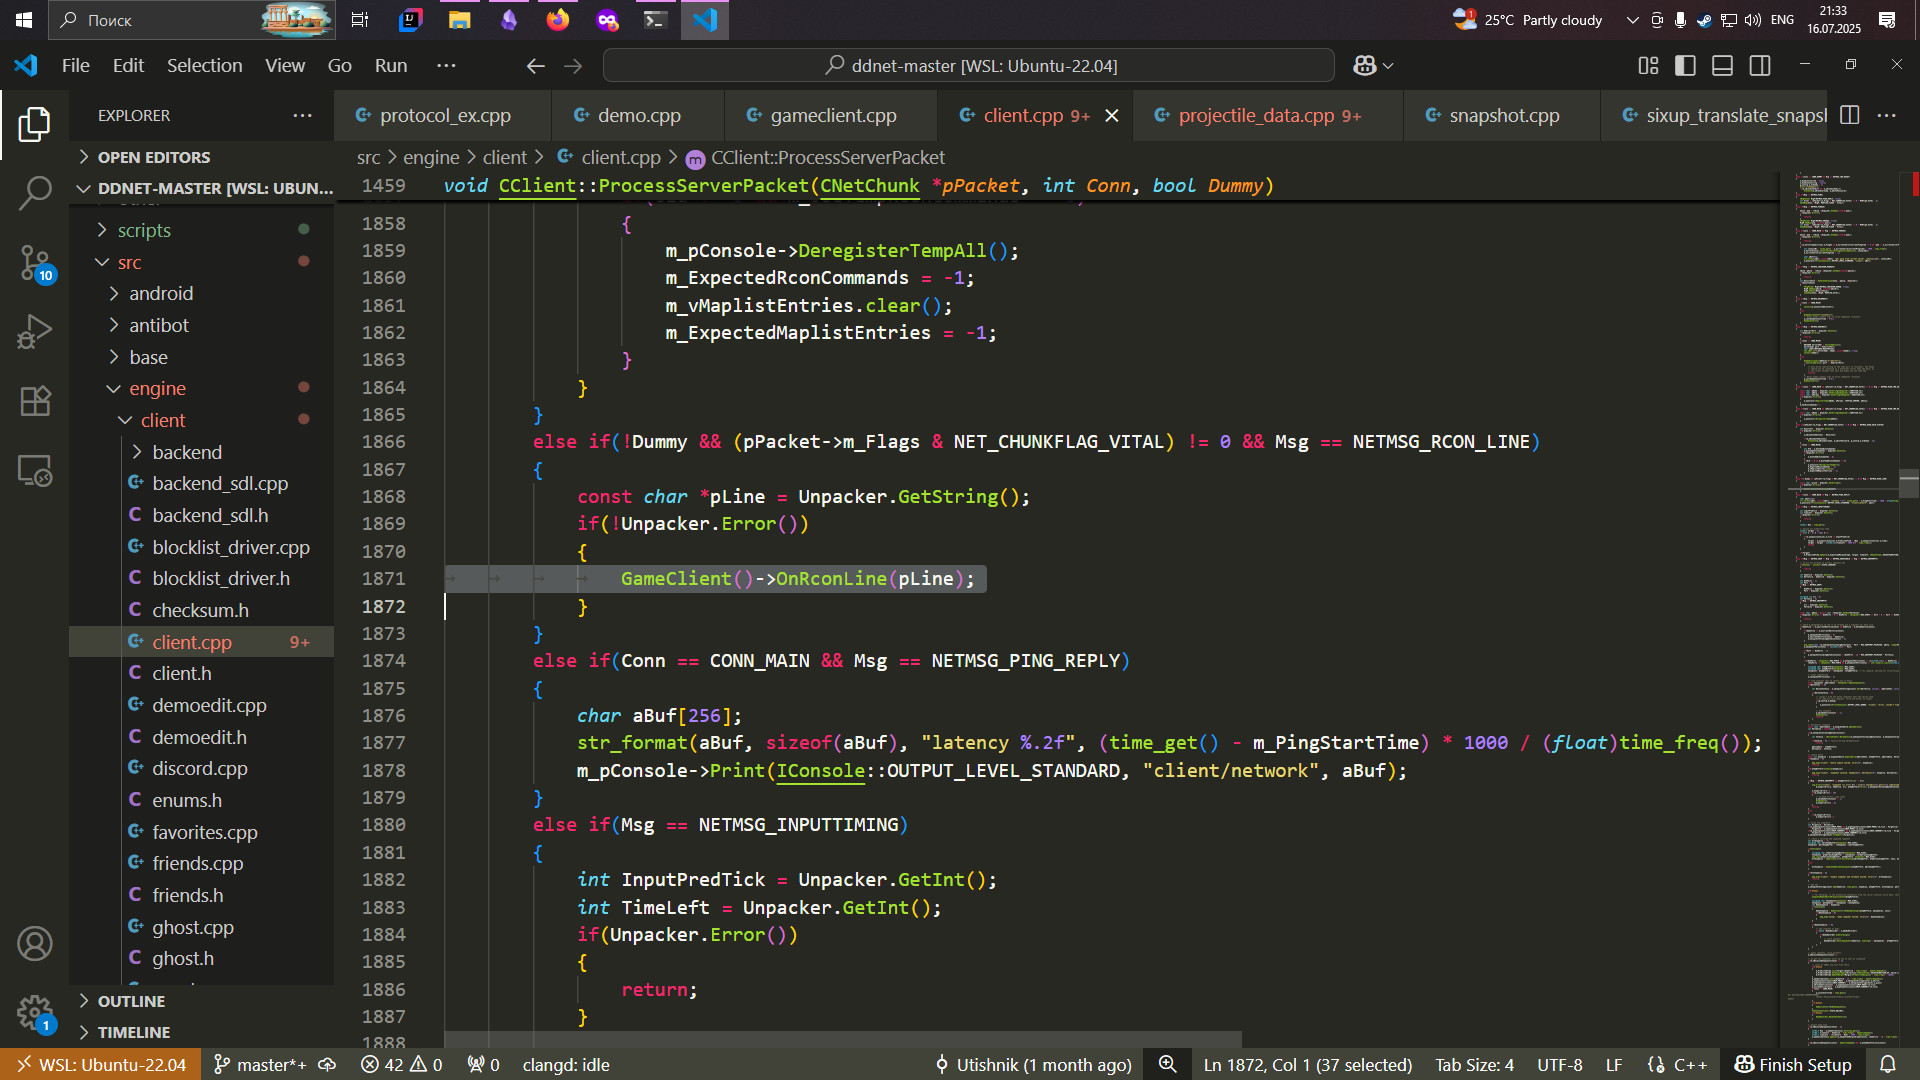 Поиск
25°C Partly cloudy
ENG
21:33
16.07.2025
File Edit Selection View Go Run ···
ddnet-master [WSL: Ubuntu-22.04]
EXPLORER
protocol_ex.cpp
demo.cpp
gameclient.cpp
client.cpp 9+
projectile_data.cpp 9+
snapshot.cpp
sixup_translate_snapsl
OPEN EDITORS
DDNET-MASTER [WSL: UBUN...
scripts
src
android
antibot
base
engine
client
backend
backend_sdl.cpp
backend_sdl.h
blocklist_driver.cpp
blocklist_driver.h
checksum.h
client.cpp 9+
client.h
demoedit.cpp
demoedit.h
discord.cpp
enums.h
favorites.cpp
friends.cpp
friends.h
ghost.cpp
ghost.h
OUTLINE
TIMELINE
10
1
src > engine > client > client.cpp > CClient::ProcessServerPacket
1459 void CClient::ProcessServerPacket(CNetChunk *pPacket, int Conn, bool Dummy)
1858 {
1859 m_pConsole->DeregisterTempAll();
1860 m_ExpectedRconCommands = -1;
1861 m_vMaplistEntries.clear();
1862 m_ExpectedMaplistEntries = -1;
1863 }
1864 }
1865 }
1866 else if(!Dummy && (pPacket->m_Flags & NET_CHUNKFLAG_VITAL) != 0 && Msg == NETMSG_RCON_LINE)
1867 {
1868 const char *pLine = Unpacker.GetString();
1869 if(!Unpacker.Error())
1870 {
1871 GameClient()->OnRconLine(pLine);
1872 }
1873 }
1874 else if(Conn == CONN_MAIN && Msg == NETMSG_PING_REPLY)
1875 {
1876 char aBuf[256];
1877 str_format(aBuf, sizeof(aBuf), "latency %.2f", (time_get() - m_PingStartTime) * 1000 / (float)time_freq());
1878 m_pConsole->Print(IConsole::OUTPUT_LEVEL_STANDARD, "client/network", aBuf);
1879 }
1880 else if(Msg == NETMSG_INPUTTIMING)
1881 {
1882 int InputPredTick = Unpacker.GetInt();
1883 int TimeLeft = Unpacker.GetInt();
1884 if(Unpacker.Error())
1885 {
1886 return;
1887 }
1888
WSL: Ubuntu-22.04
master*+
42 0
0
clangd: idle
Utishnik (1 month ago)
Ln 1872, Col 1 (37 selected)
Tab Size: 4
UTF-8
LF
C++
Finish Setup